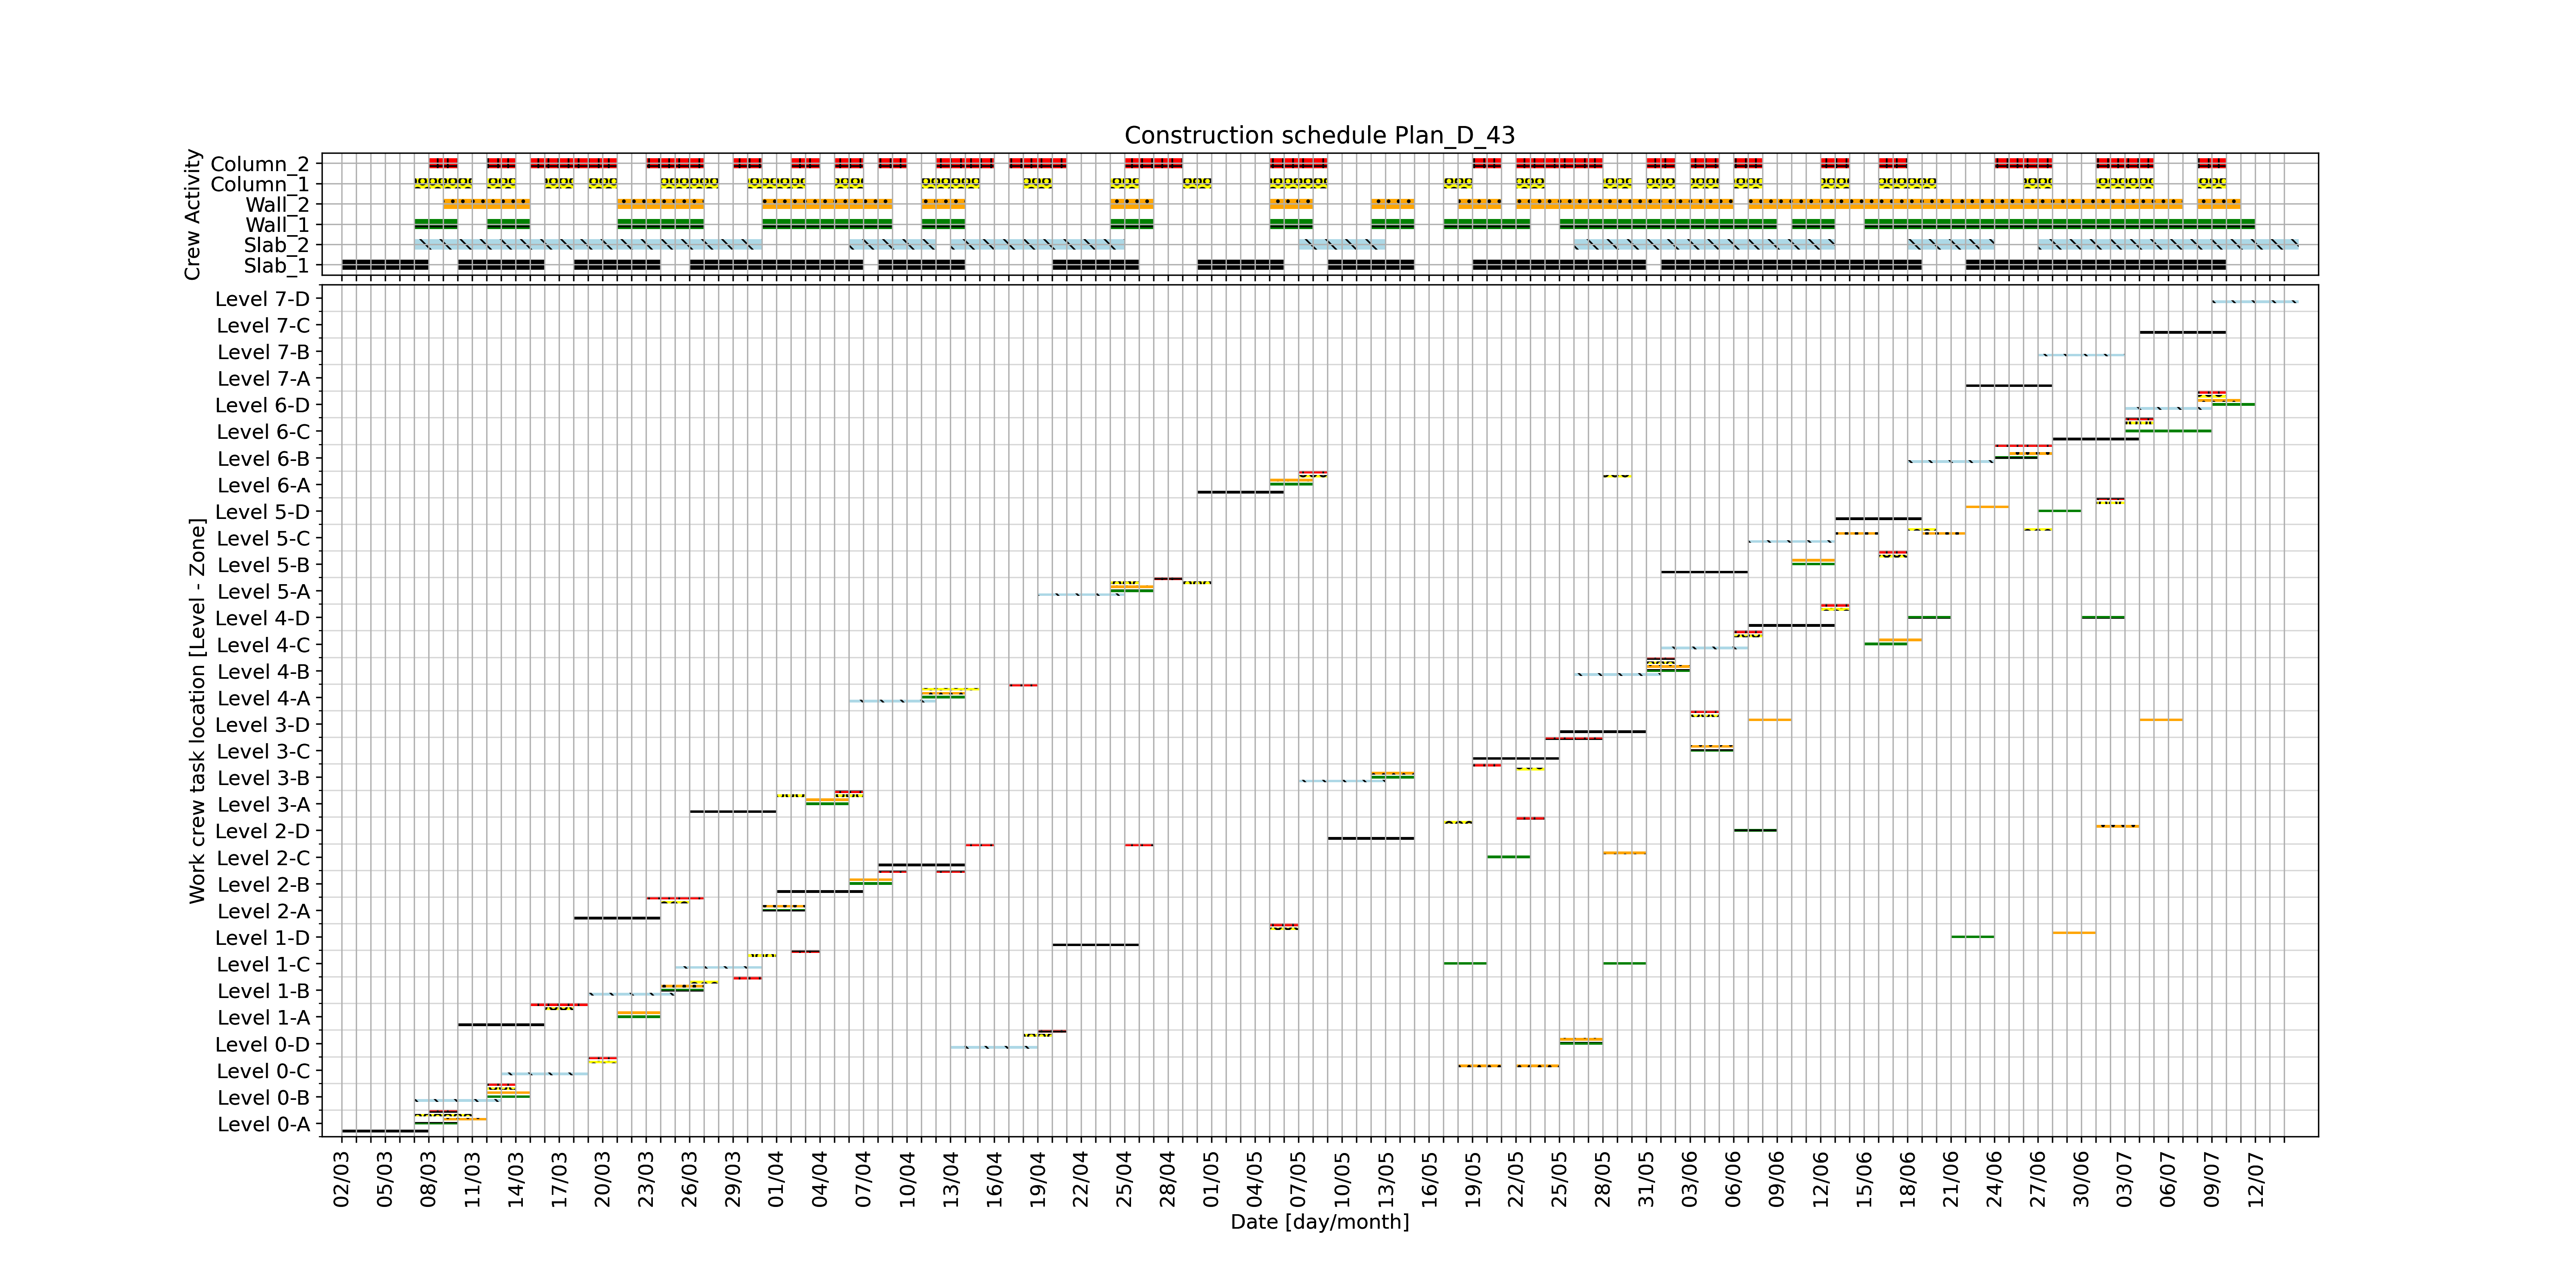 Construction schedule Plan_D_43
Crew Activity
Column_2
Column_1
Wall_2
Wall_1
Slab_2
Slab_1
Work crew task location [Level - Zone]
Level 7-D
Level 7-C
Level 7-B
Level 7-A
Level 6-D
Level 6-C
Level 6-B
Level 6-A
Level 5-D
Level 5-C
Level 5-B
Level 5-A
Level 4-D
Level 4-C
Level 4-B
Level 4-A
Level 3-D
Level 3-C
Level 3-B
Level 3-A
Level 2-D
Level 2-C
Level 2-B
Level 2-A
Level 1-D
Level 1-C
Level 1-B
Level 1-A
Level 0-D
Level 0-C
Level 0-B
Level 0-A
02/03
05/03
08/03
11/03
14/03
17/03
20/03
23/03
26/03
29/03
01/04
04/04
07/04
10/04
13/04
16/04
19/04
22/04
25/04
28/04
01/05
04/05
07/05
10/05
13/05
16/05
19/05
22/05
25/05
28/05
31/05
03/06
06/06
09/06
12/06
15/06
18/06
21/06
24/06
27/06
30/06
03/07
06/07
09/07
12/07
Date [day/month]